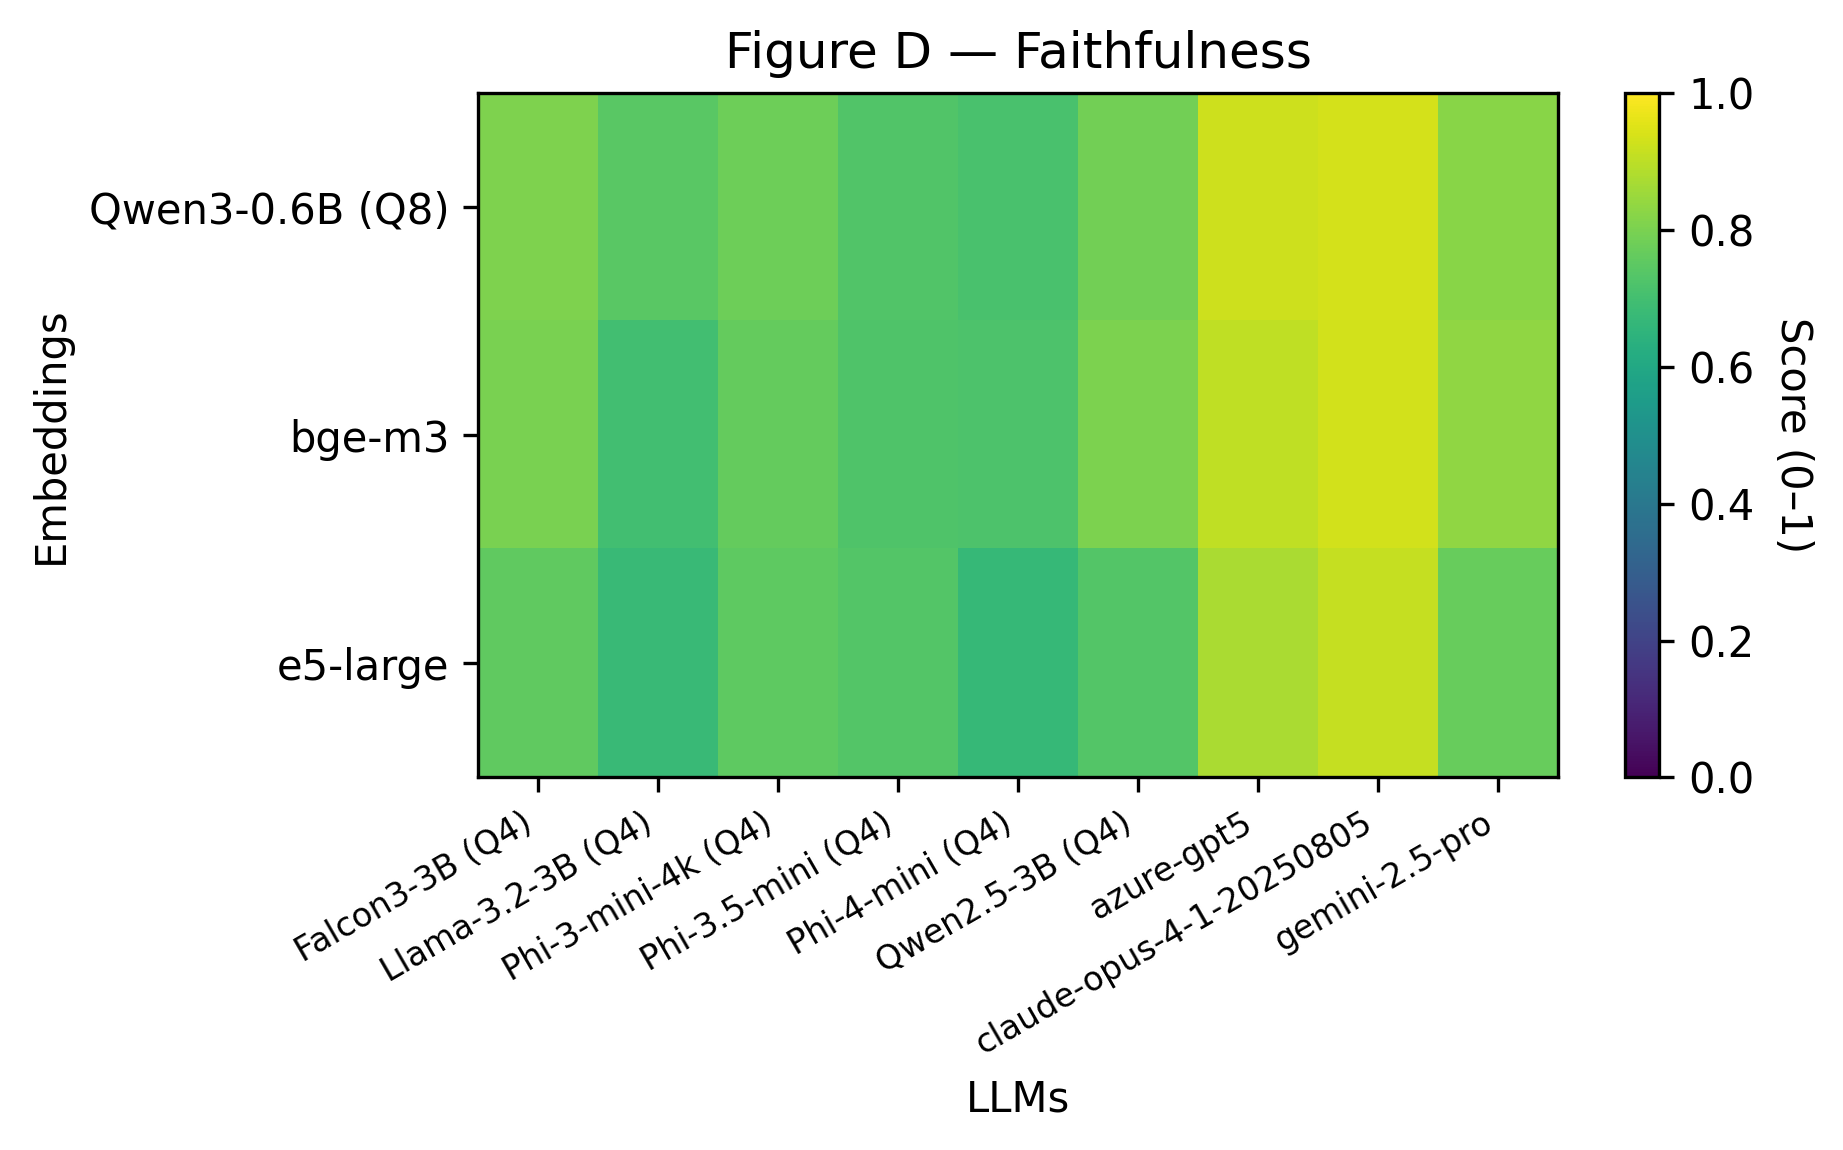 Figure D — Faithfulness
Embeddings
Qwen3-0.6B (Q8)
bge-m3
e5-large
Falcon3-3B (Q4)
Llama-3.2-3B (Q4)
Phi-3-mini-4k (Q4)
Phi-3.5-mini (Q4)
Phi-4-mini (Q4)
Qwen2.5-3B (Q4)
azure-gpt5
claude-opus-4-1-20250805
gemini-2.5-pro
LLMs
1.0
0.8
0.6
0.4
0.2
0.0
Score (0–1)